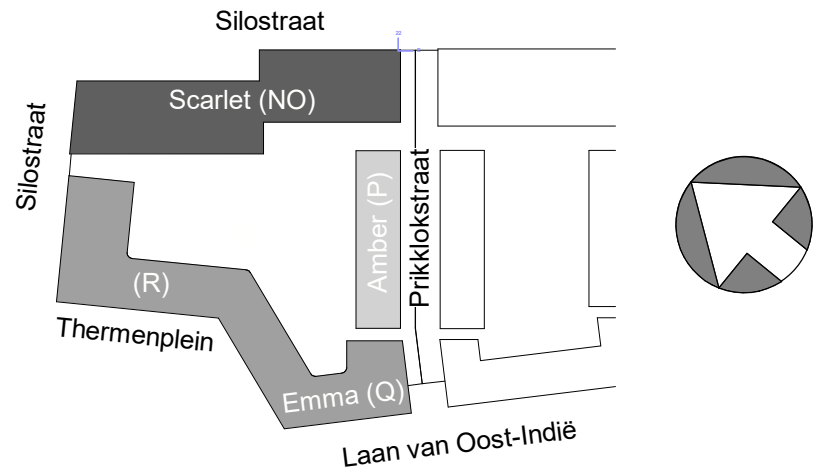 Silostraat
Scarlet (NO)
Silostraat
Amber (P)
Prikklokstraat
(R)
Thermenplein
Emma (Q)
Laan van Oost-Indië